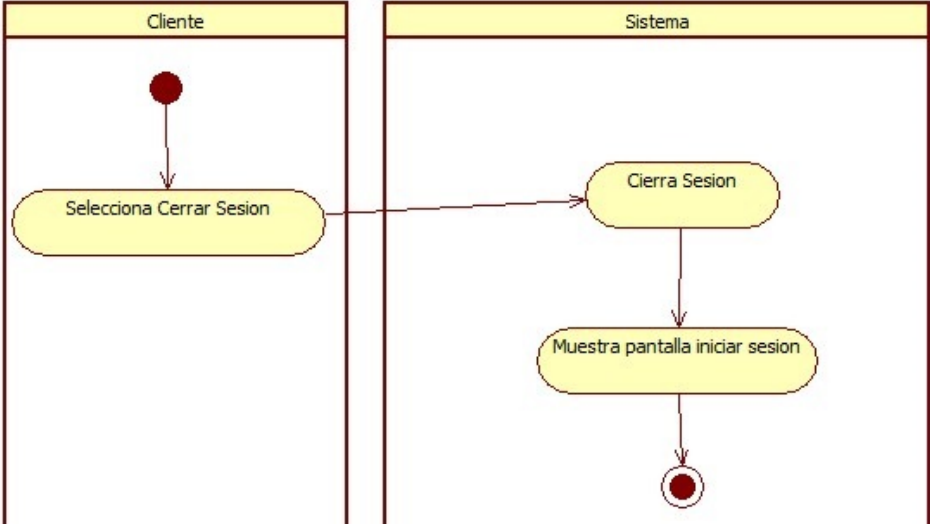 Cliente
Sistema
Selecciona Cerrar Sesion
Cierra Sesion
Muestra pantalla iniciar sesion